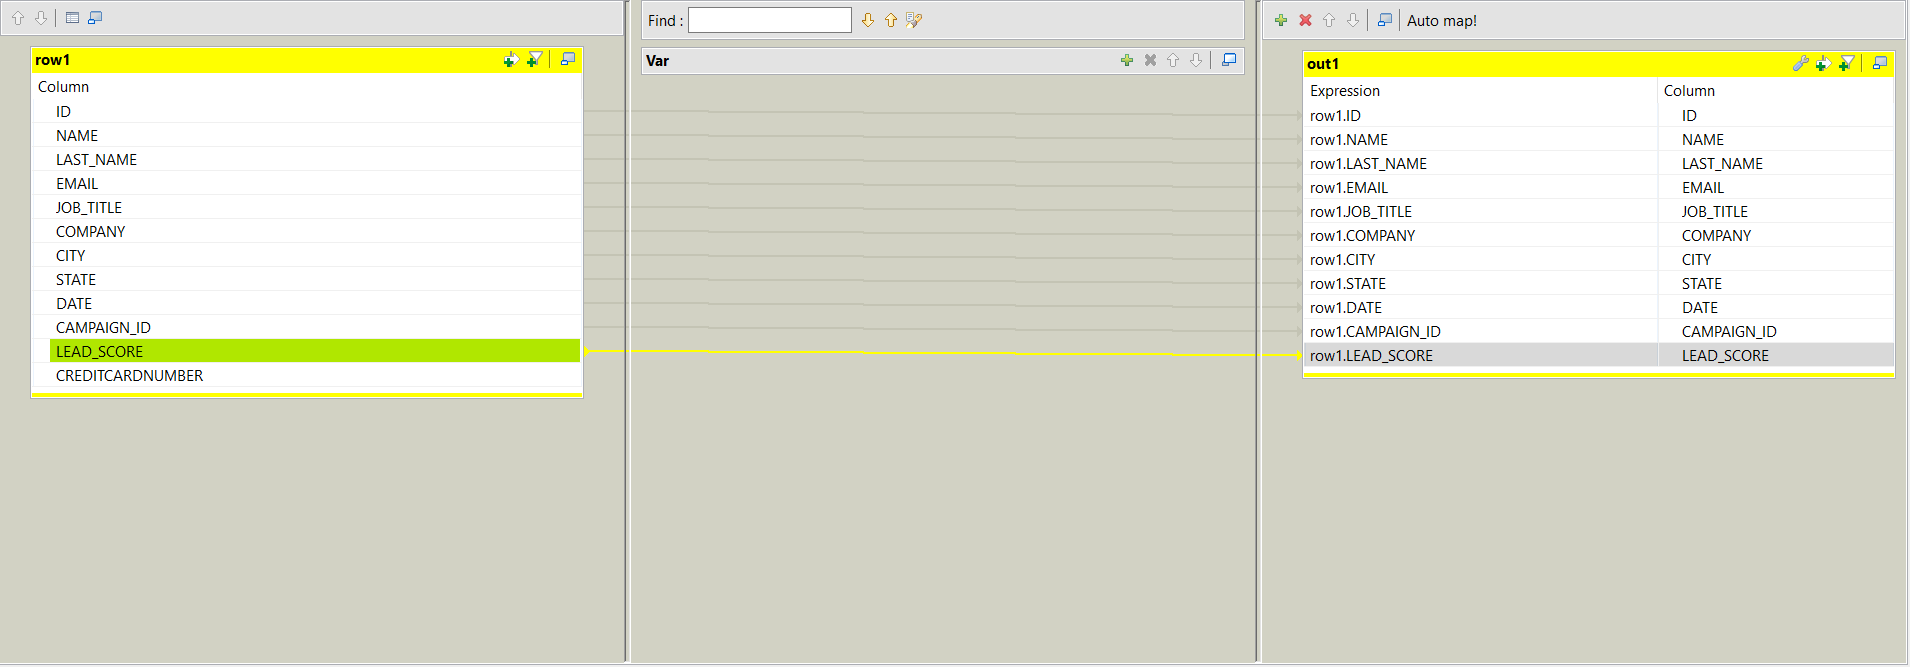 Find :
Auto map!
row1
Var
out1
Column
Expression Column
ID
row1.ID ID
NAME
row1.NAME NAME
LAST_NAME
row1.LAST_NAME LAST_NAME
EMAIL
row1.EMAIL EMAIL
JOB_TITLE
row1.JOB_TITLE JOB_TITLE
COMPANY
row1.COMPANY COMPANY
CITY
row1.CITY CITY
STATE
row1.STATE STATE
DATE
row1.DATE DATE
CAMPAIGN_ID
row1.CAMPAIGN_ID CAMPAIGN_ID
LEAD_SCORE
row1.LEAD_SCORE LEAD_SCORE
CREDITCARDNUMBER